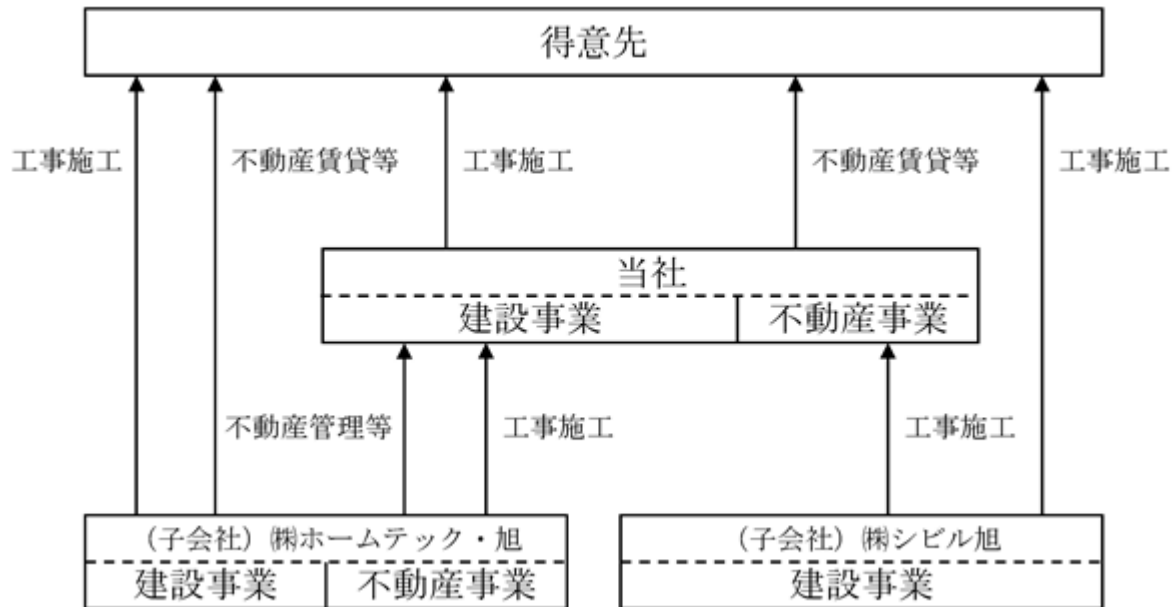 得意先
工事施工
不動産賃貸等
工事施工
不動産賃貸等
工事施工
当社
建設事業
不動産事業
不動産管理等
工事施工
工事施工
(子会社) ㈱ホームテック・旭
(子会社) ㈱シビル旭
建設事業
不動産事業
建設事業